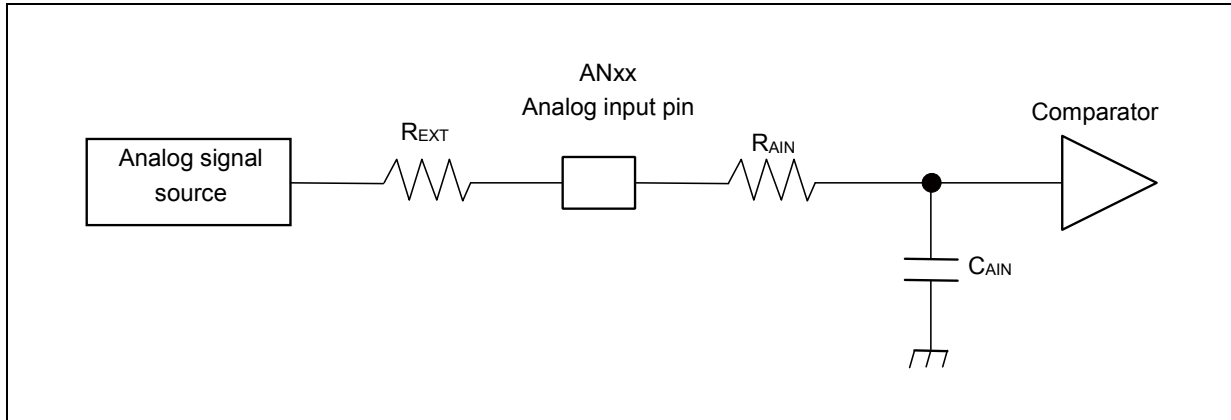 ANxx
Analog input pin
Comparator
Analog signal
source
REXT
RAIN
CAIN